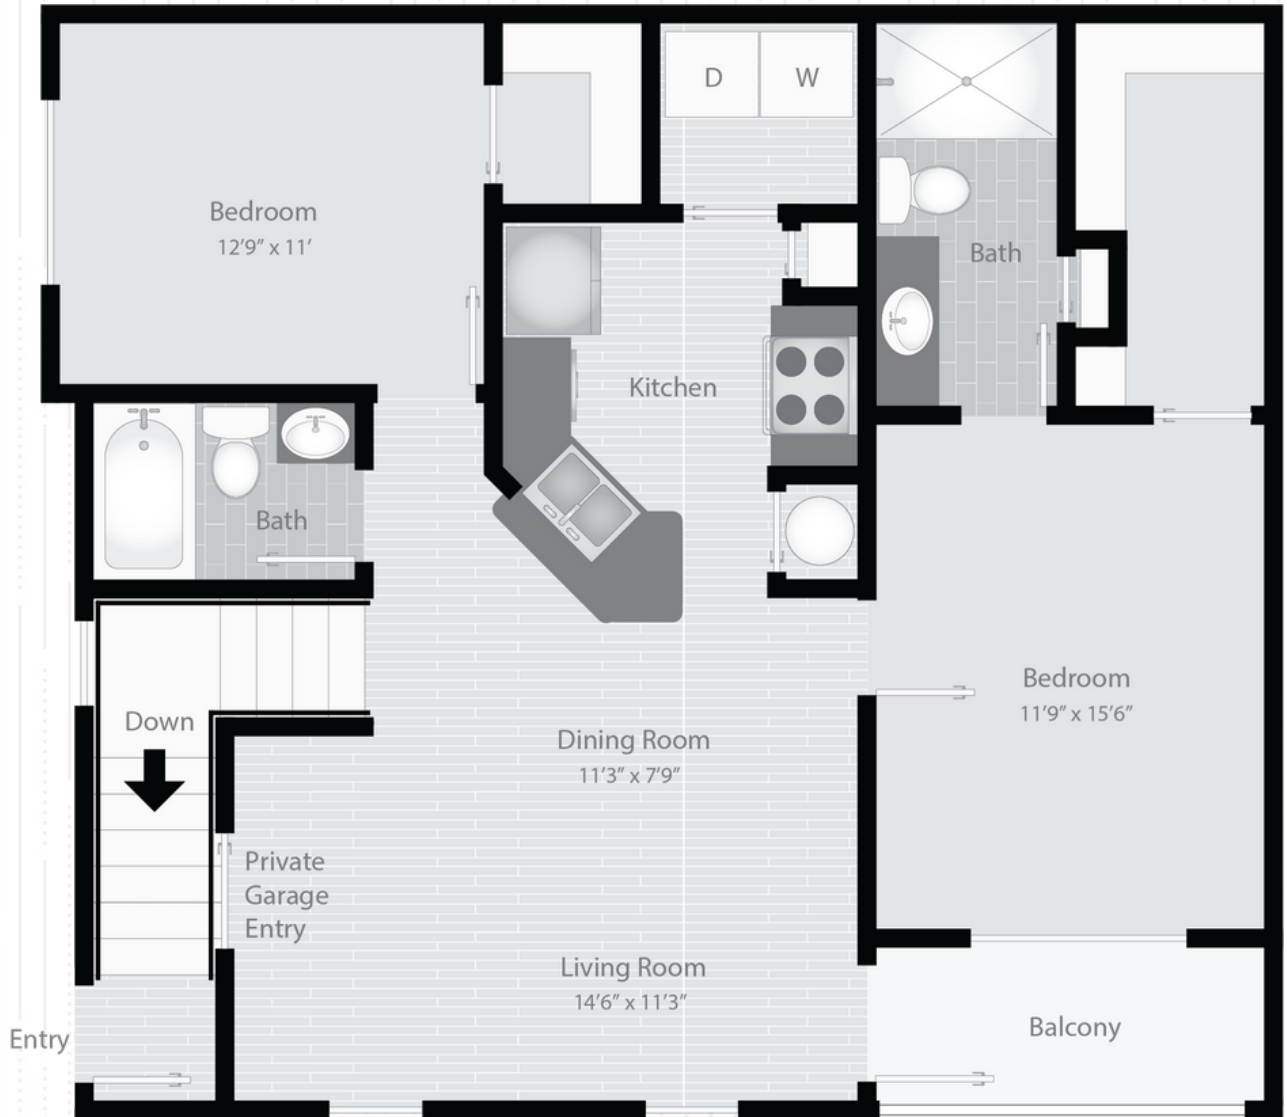 D
W
Bedroom
12’9” x 11’
Bath
Kitchen
Bath
Bedroom
11’9” x 15’6”
Down
Dining Room
11’3” x 7’9”
Private
Garage
Entry
Living Room
14’6” x 11’3”
Balcony
Entry